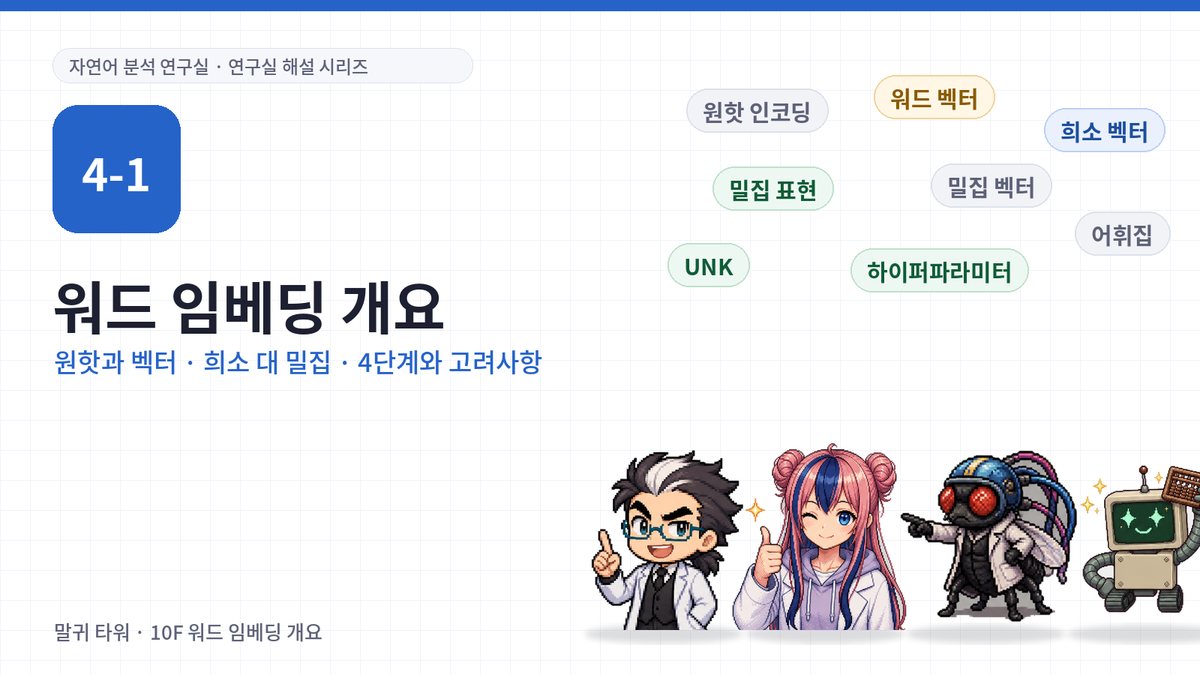 자연어 분석 연구실 · 연구실 해설 시리즈
4-1
워드 임베딩 개요
원핫과 벡터 · 희소 대 밀집 · 4단계와 고려사항
원핫 인코딩
워드 벡터
희소 벡터
밀집 표현
밀집 벡터
어휘집
UNK
하이퍼파라미터
말귀 타워 · 10F 워드 임베딩 개요